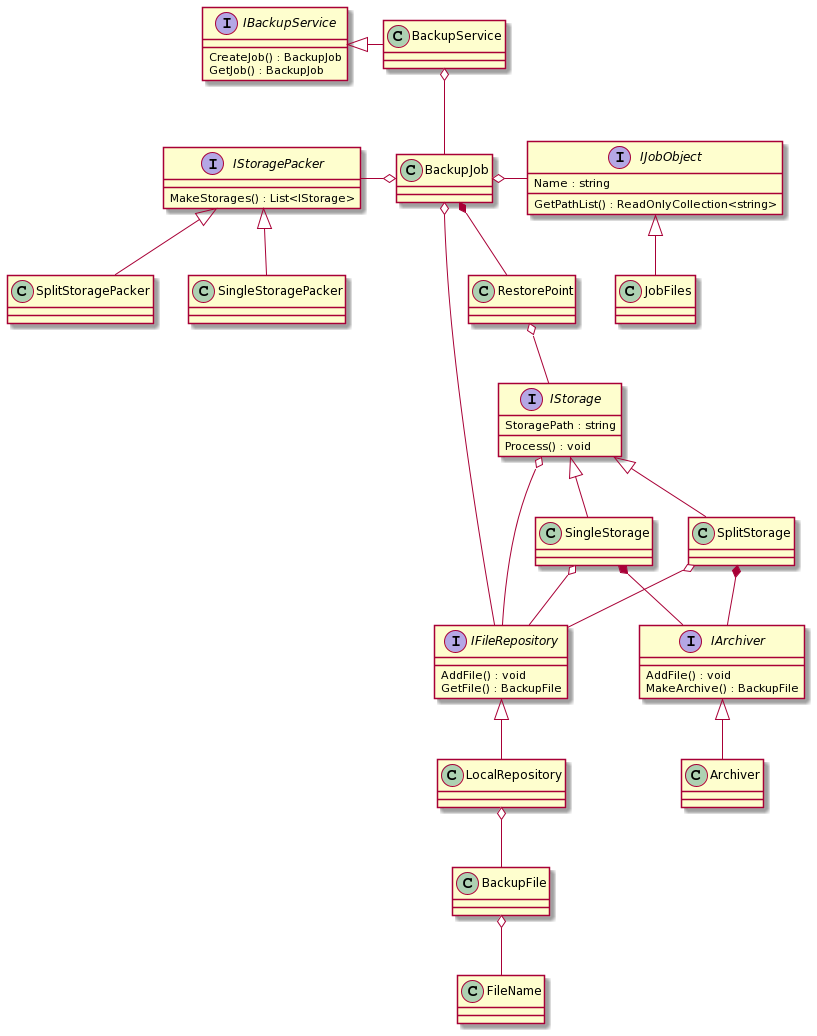 I IBackupService
CreateJob() : BackupJob
GetJob() : BackupJob
C BackupService
I IStoragePacker
MakeStorages() : List<IStorage>
C BackupJob
I IJobObject
Name : string
GetPathList() : ReadOnlyCollection<string>
C SplitStoragePacker
C SingleStoragePacker
C RestorePoint
C JobFiles
I IStorage
StoragePath : string
Process() : void
C SingleStorage
C SplitStorage
I IFileRepository
AddFile() : void
GetFile() : BackupFile
I IArchiver
AddFile() : void
MakeArchive() : BackupFile
C LocalRepository
C Archiver
C BackupFile
C FileName